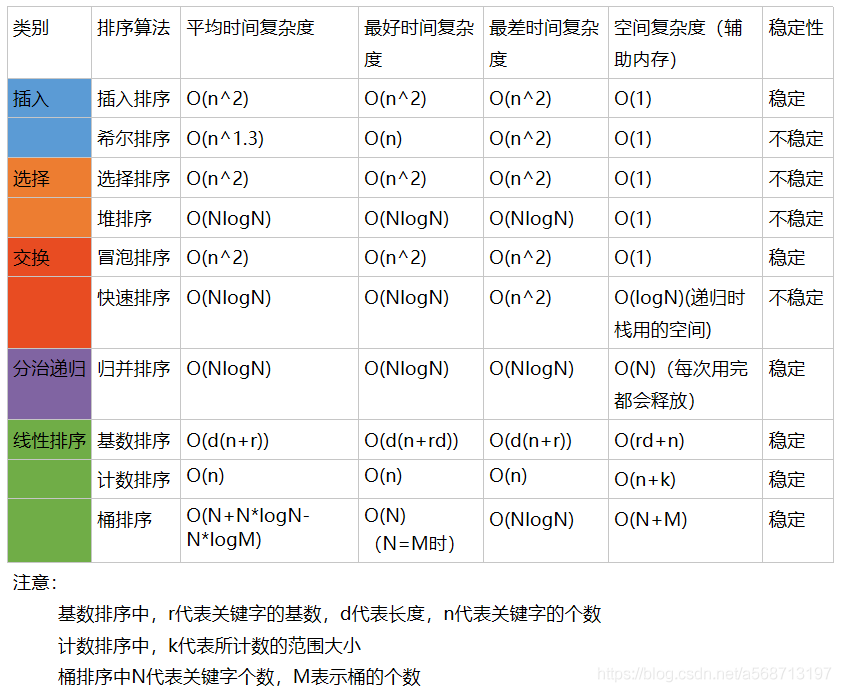 类别 排序算法 平均时间复杂度 最好时间复杂度 最差时间复杂度 空间复杂度（辅助内存） 稳定性
插入 插入排序 O(n^2) O(n^2) O(n^2) O(1) 稳定
希尔排序 O(n^1.3) O(n) O(n^2) O(1) 不稳定
选择 选择排序 O(n^2) O(n^2) O(n^2) O(1) 不稳定
堆排序 O(NlogN) O(NlogN) O(NlogN) O(1) 不稳定
交换 冒泡排序 O(n^2) O(n^2) O(n^2) O(1) 稳定
快速排序 O(NlogN) O(NlogN) O(n^2) O(logN)(递归时栈用的空间) 不稳定
分治递归 归并排序 O(NlogN) O(NlogN) O(NlogN) O(N)（每次用完都会释放） 稳定
线性排序 基数排序 O(d(n+r)) O(d(n+rd)) O(d(n+r)) O(rd+n) 稳定
计数排序 O(n) O(n) O(n) O(n+k) 稳定
桶排序 O(N+N*logN-N*logM) O(N)（N=M时） O(NlogN) O(N+M) 稳定
注意：
基数排序中，r代表关键字的基数，d代表长度，n代表关键字的个数
计数排序中，k代表所计数的范围大小
桶排序中N代表关键字个数，M表示桶的个数
https://blog.csdn.net/a568713197